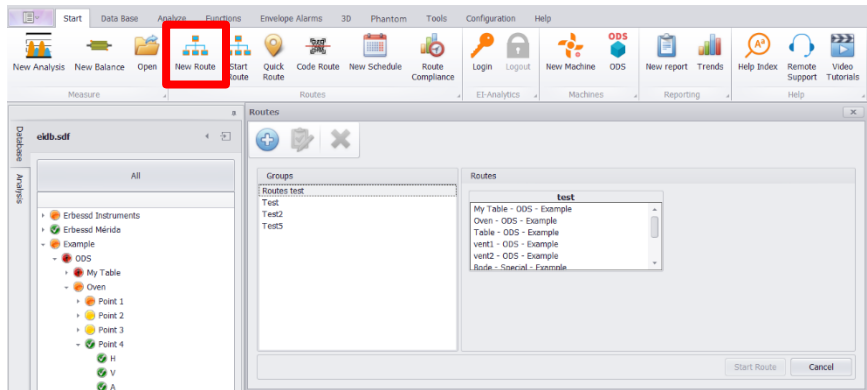 Start Data Base Analyze Functions Envelope Alarms 3D Phantom Tools Configuration Help
New Analysis New Balance Open New Route Start Route Quick Route Code Route New Schedule Route Compliance Login Logout New Machine ODS ODS New report Trends Help Index Remote Support Video Tutorials
Measure Routes EI-Analytics Machines Reporting Help
Routes
Database
Analysis
eidb.sdf
All
Erbessd Instruments
Erbessd Mérida
Example
ODS
My Table
Oven
Point 1
Point 2
Point 3
Point 4
H
V
A
Groups
Routes test
Test
Test2
Test5
Routes
test
My Table - ODS - Example
Oven - ODS - Example
Table - ODS - Example
vent1 - ODS - Example
vent2 - ODS - Example
Bode - Special - Example
Start Route Cancel